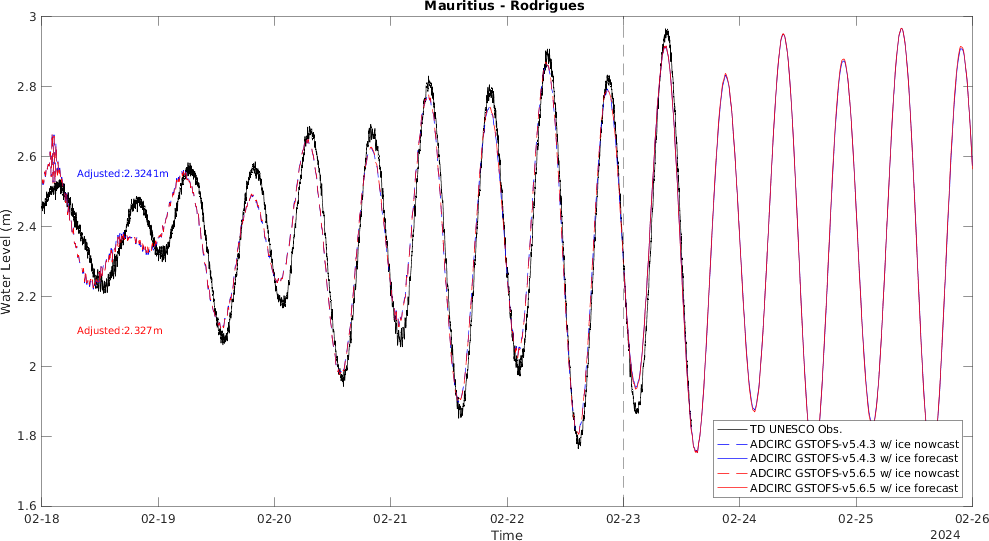 Mauritius - Rodrigues
3
2.8
2.6
2.4
2.2
2
1.8
1.6
Water Level (m)
Adjusted:2.3241m
Adjusted:2.327m
TD UNESCO Obs.
ADCIRC GSTOFS-v5.4.3 w/ ice nowcast
ADCIRC GSTOFS-v5.4.3 w/ ice forecast
ADCIRC GSTOFS-v5.6.5 w/ ice nowcast
ADCIRC GSTOFS-v5.6.5 w/ ice forecast
02-18 02-19 02-20 02-21 02-22 02-23 02-24 02-25 02-26
Time
2024